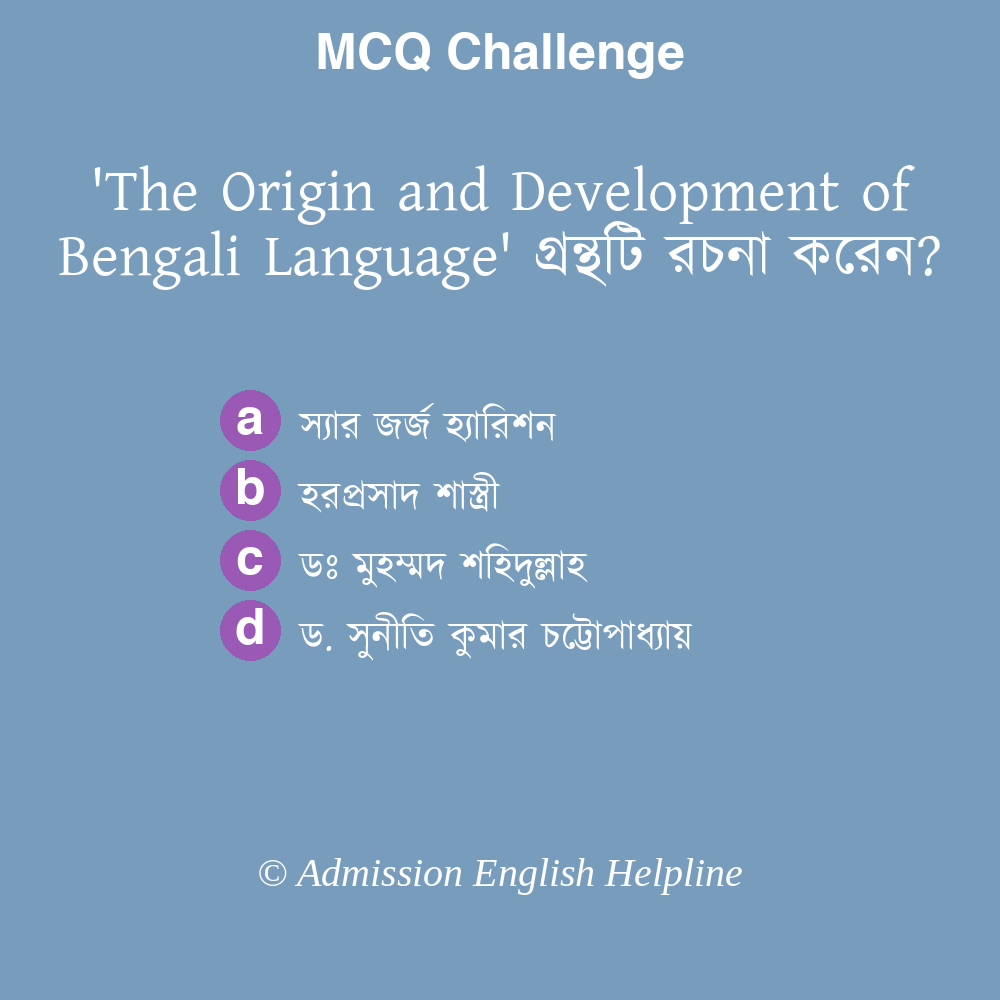 MCQ Challenge
'The Origin and Development of
Bengali Language' গ্রন্থটি রচনা করেন?
a স্যার জর্জ হ্যারিশন
b হরপ্রসাদ শাস্ত্রী
c ডঃ মুহম্মদ শহিদুল্লাহ
d ড. সুনীতি কুমার চট্টোপাধ্যায়
© Admission English Helpline